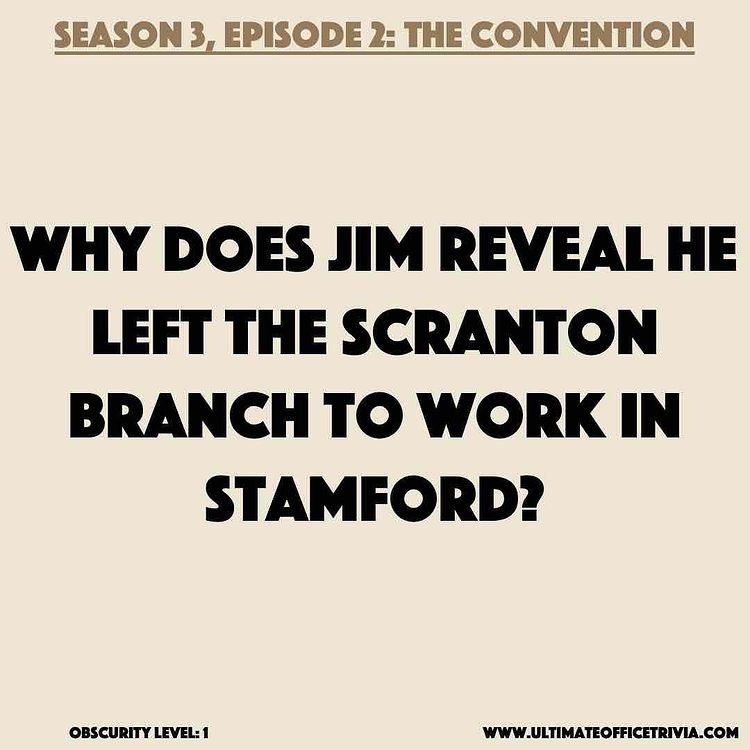 SEASON 3, EPISODE 2: THE CONVENTION
WHY DOES JIM REVEAL HE
LEFT THE SCRANTON
BRANCH TO WORK IN
STAMFORD?
OBSCURITY LEVEL: 1
WWW.ULTIMATEOFFICETRIVIA.COM